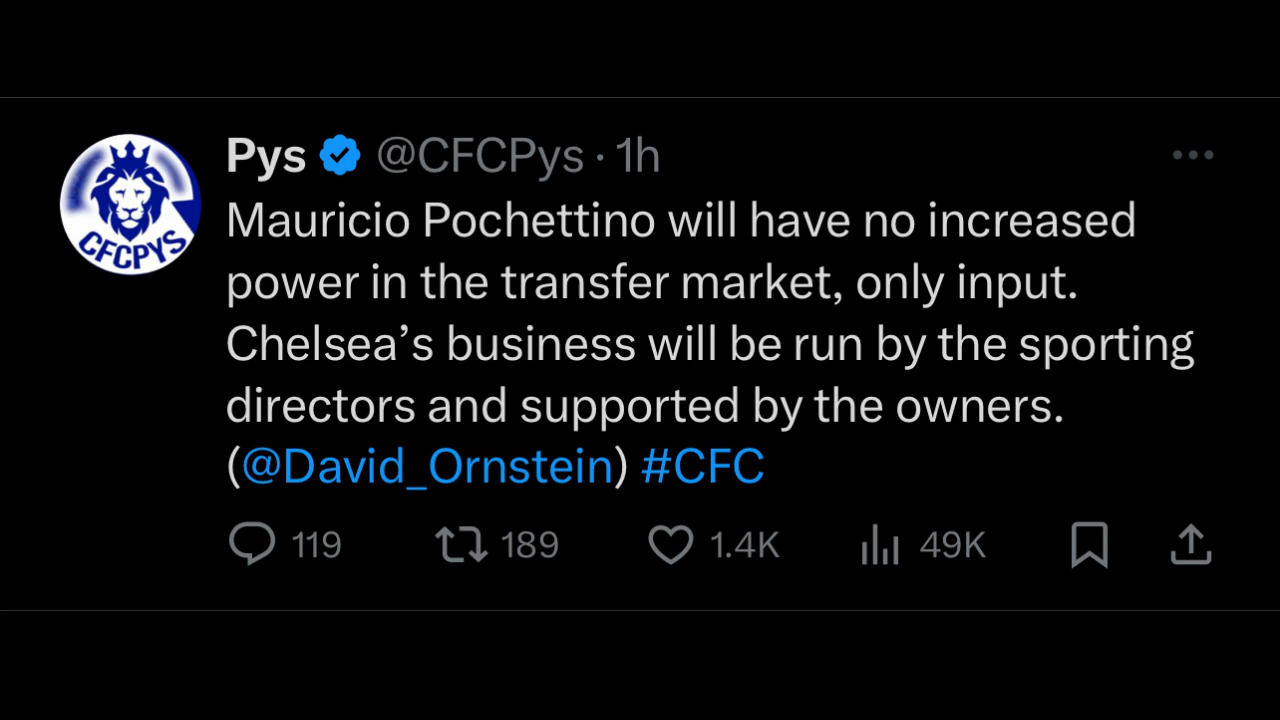 Pys @CFCPys · 1h
Mauricio Pochettino will have no increased
power in the transfer market, only input.
Chelsea’s business will be run by the sporting
directors and supported by the owners.
(@David_Ornstein) #CFC
CFCPYS
119 189 1.4K 49K